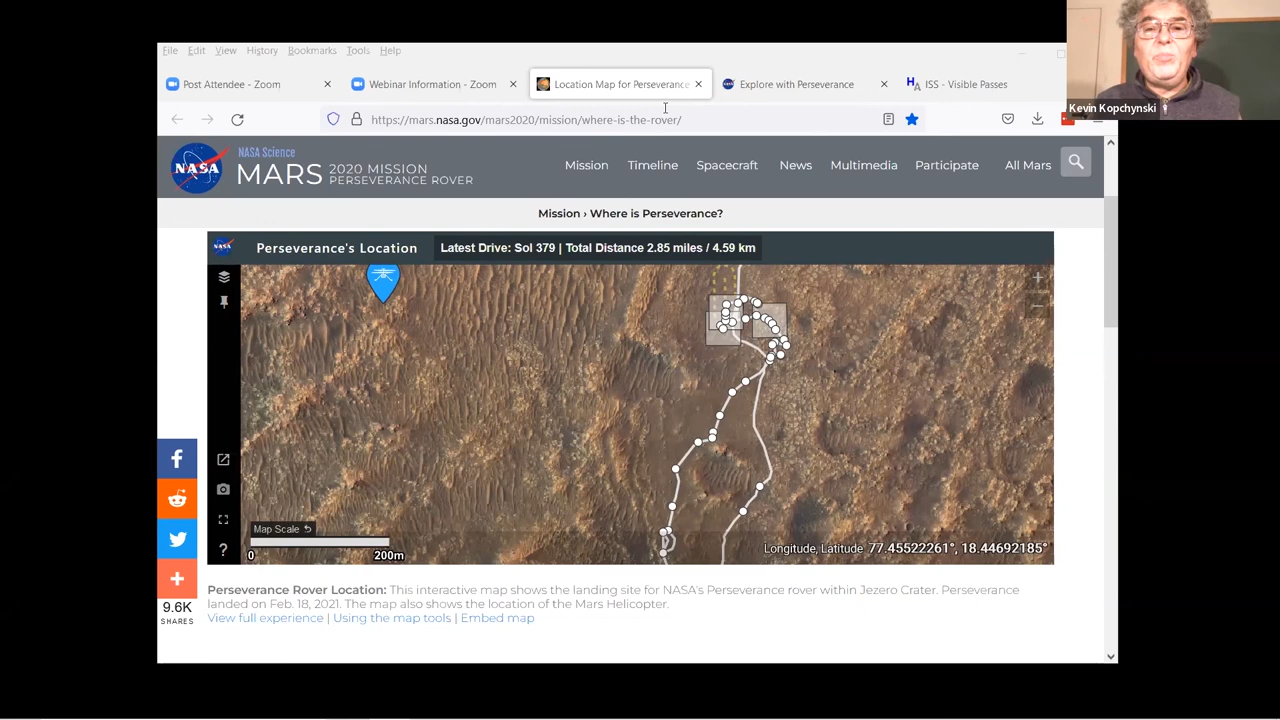 File Edit View History Bookmarks Tools Help
Post Attendee - Zoom
Webinar Information - Zoom
Location Map for Perseverance
Explore with Perseverance
ISS - Visible Passes
https://mars.nasa.gov/mars2020/mission/where-is-the-rover/
Kevin Kopchynski
NASA
NASA Science
MARS
2020 MISSION
PERSEVERANCE ROVER
Mission Timeline Spacecraft News Multimedia Participate All Mars
Mission › Where is Perseverance?
NASA
Perseverance's Location
Latest Drive: Sol 379 | Total Distance 2.85 miles / 4.59 km
Map Scale
0 200m
Longitude, Latitude 77.45522261°, 18.44692185°
9.6K
SHARES
Perseverance Rover Location: This interactive map shows the landing site for NASA's Perseverance rover within Jezero Crater. Perseverance
landed on Feb. 18, 2021. The map also shows the location of the Mars Helicopter.
View full experience | Using the map tools | Embed map